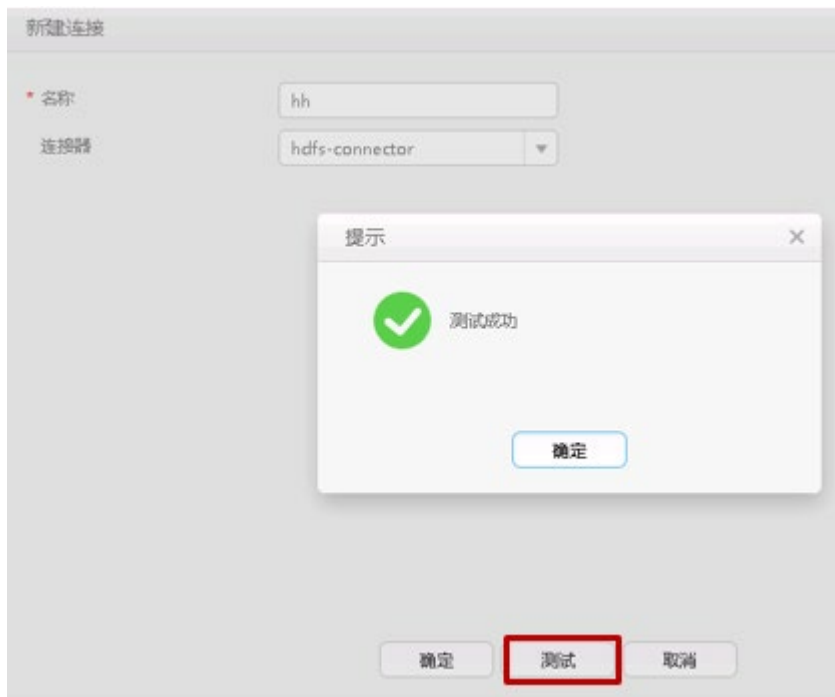 新建连接
* 名称 hh
连接器 hdfs-connector
提示
测试成功
确定
确定 测试 取消